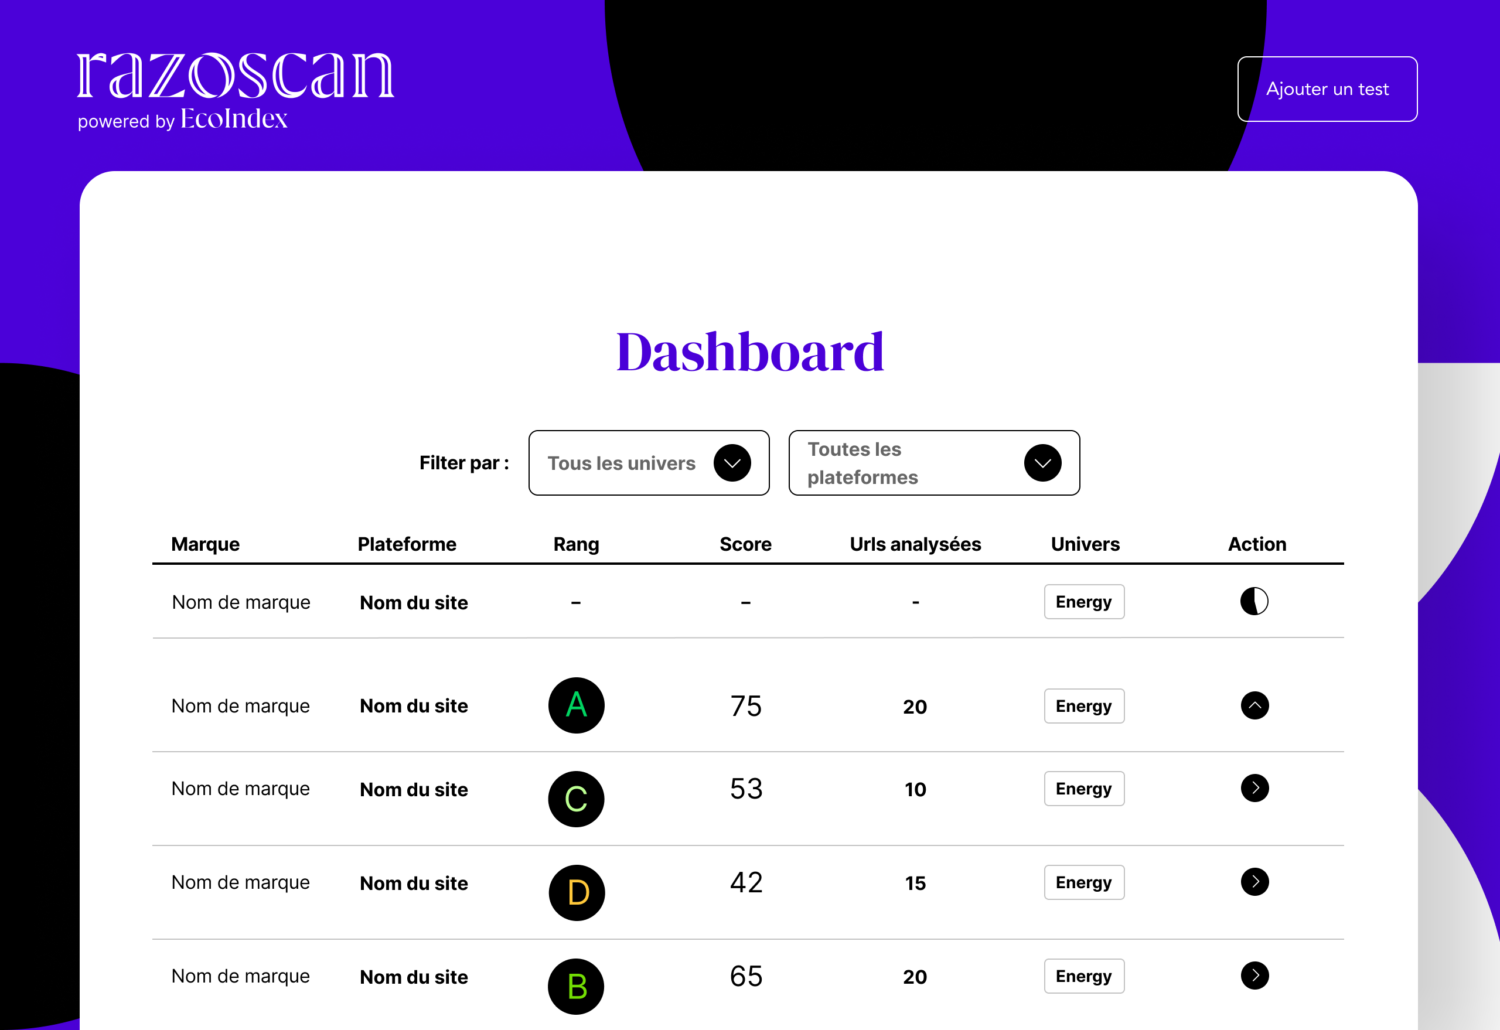 razoscan
powered by EcoIndex
Ajouter un test
Dashboard
Filter par :
Tous les univers
Toutes les
plateformes
Marque Plateforme Rang Score Urls analysées Univers Action
Nom de marque Nom du site – – - Energy
Nom de marque Nom du site A 75 20 Energy
Nom de marque Nom du site C 53 10 Energy
Nom de marque Nom du site D 42 15 Energy
Nom de marque Nom du site B 65 20 Energy